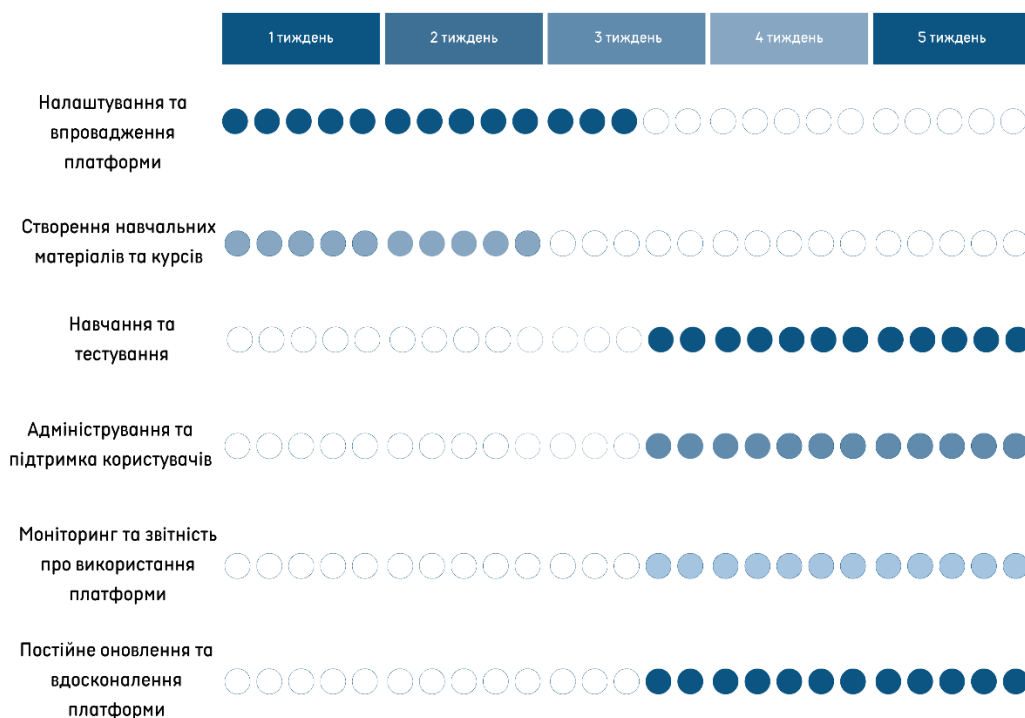 1 тиждень
2 тиждень
3 тиждень
4 тиждень
5 тиждень
Налаштування та
впровадження
платформи
Створення навчальних
матеріалів та курсів
Навчання та
тестування
Адміністрування та
підтримка користувачів
Моніторинг та звітність
про використання
платформи
Постійне оновлення та
вдосконалення
платформи